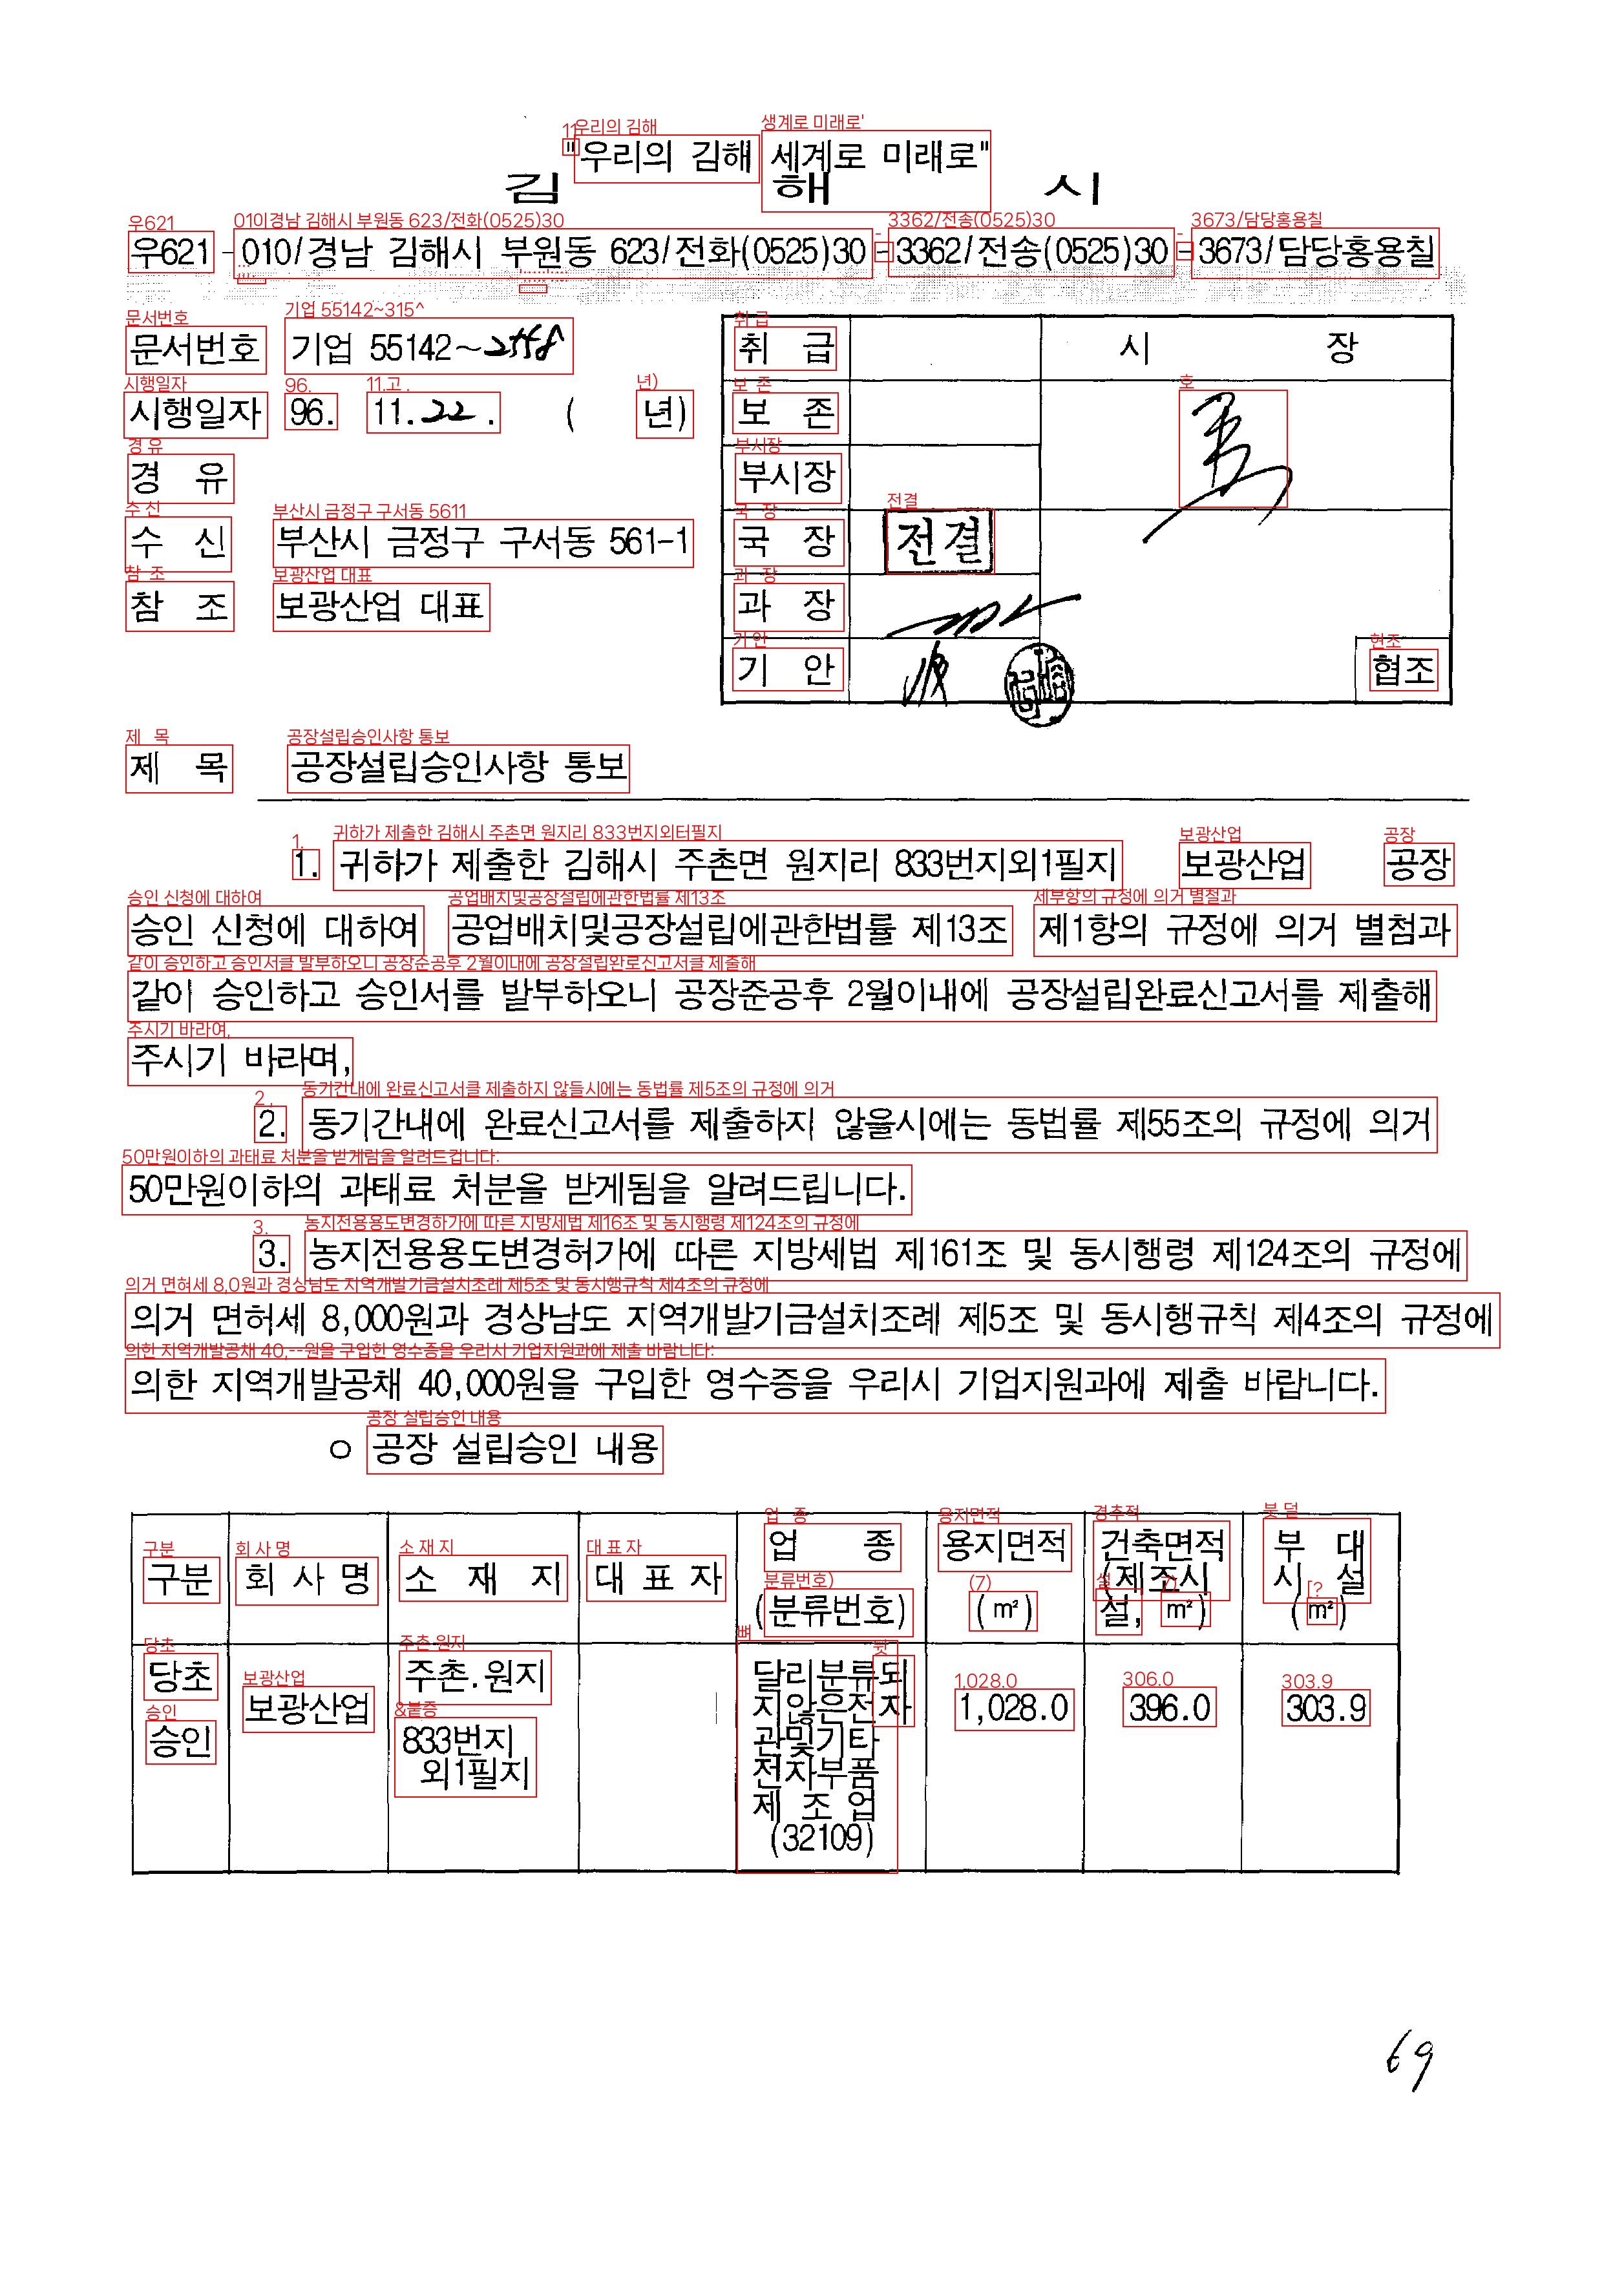 "우리의 김해 세계로 미래로"
김 해 시
우621-010/경남 김해시 부원동 623/전화(0525)30-3362/전송(0525)30-3673/담당홍용칠
문서번호 기업 55142~
시행일자 96. 11.22. ( 년)
경 유
수 신 부산시 금정구 구서동 561-1
참 조 보광산업 대표
취 급 시 장
보 존
부시장
국 장 전결
과 장
기 안 협조
제 목 공장설립승인사항 통보
1. 귀하가 제출한 김해시 주촌면 원지리 833번지외1필지 보광산업 공장
승인 신청에 대하여 공업배치및공장설립에관한법률 제13조 제1항의 규정에 의거 별첨과
같이 승인하고 승인서를 발부하오니 공장준공후 2월이내에 공장설립완료신고서를 제출해
주시기 바라며,
2. 동기간내에 완료신고서를 제출하지 않을시에는 동법률 제55조의 규정에 의거
50만원이하의 과태료 처분을 받게됨을 알려드립니다.
3. 농지전용용도변경허가에 따른 지방세법 제161조 및 동시행령 제124조의 규정에
의거 면허세 8,000원과 경상남도 지역개발기금설치조례 제5조 및 동시행규칙 제4조의 규정에
의한 지역개발공채 40,000원을 구입한 영수증을 우리시 기업지원과에 제출 바랍니다.
○ 공장 설립승인 내용
구분 회 사 명 소 재 지 대 표 자 업 종 (분류번호) 용지면적 (㎡) 건축면적 (제조시설, ㎡) 부 대 시 설 (㎡)
당초 승인 보광산업 주촌.원지 833번지 외1필지 달리분류되지않은전자관및기타전자부품제조업 (32109) 1,028.0 396.0 303.9
69